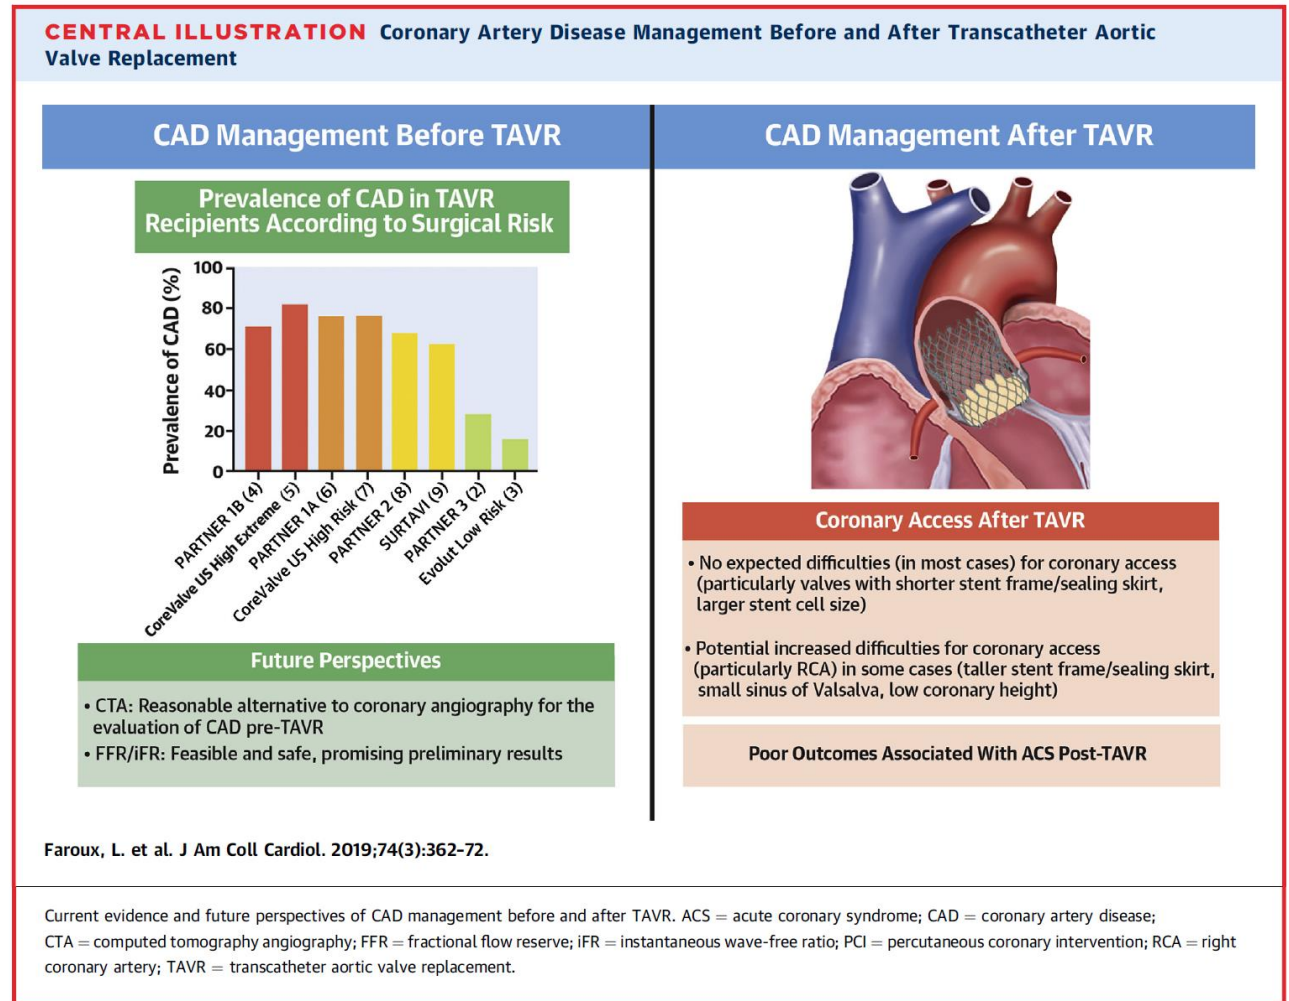 CENTRAL ILLUSTRATION Coronary Artery Disease Management Before and After Transcatheter Aortic
Valve Replacement
CAD Management Before TAVR
Prevalence of CAD in TAVR
Recipients According to Surgical Risk
Prevalence of CAD (%)
100
80
60
40
20
0
PARTNER 1B (4)
CoreValve US High Extreme (5)
PARTNER 1A (6)
CoreValve US High Risk (7)
PARTNER 2 (8)
SURTAVI (9)
PARTNER 3 (2)
Evolut Low Risk (3)
Future Perspectives
• CTA: Reasonable alternative to coronary angiography for the
evaluation of CAD pre-TAVR
• FFR/iFR: Feasible and safe, promising preliminary results
CAD Management After TAVR
Coronary Access After TAVR
• No expected difficulties (in most cases) for coronary access
(particularly valves with shorter stent frame/sealing skirt,
larger stent cell size)
• Potential increased difficulties for coronary access
(particularly RCA) in some cases (taller stent frame/sealing skirt,
small sinus of Valsalva, low coronary height)
Poor Outcomes Associated With ACS Post-TAVR
Faroux, L. et al. J Am Coll Cardiol. 2019;74(3):362–72.
Current evidence and future perspectives of CAD management before and after TAVR. ACS = acute coronary syndrome; CAD = coronary artery disease;
CTA = computed tomography angiography; FFR = fractional flow reserve; iFR = instantaneous wave-free ratio; PCI = percutaneous coronary intervention; RCA = right
coronary artery; TAVR = transcatheter aortic valve replacement.